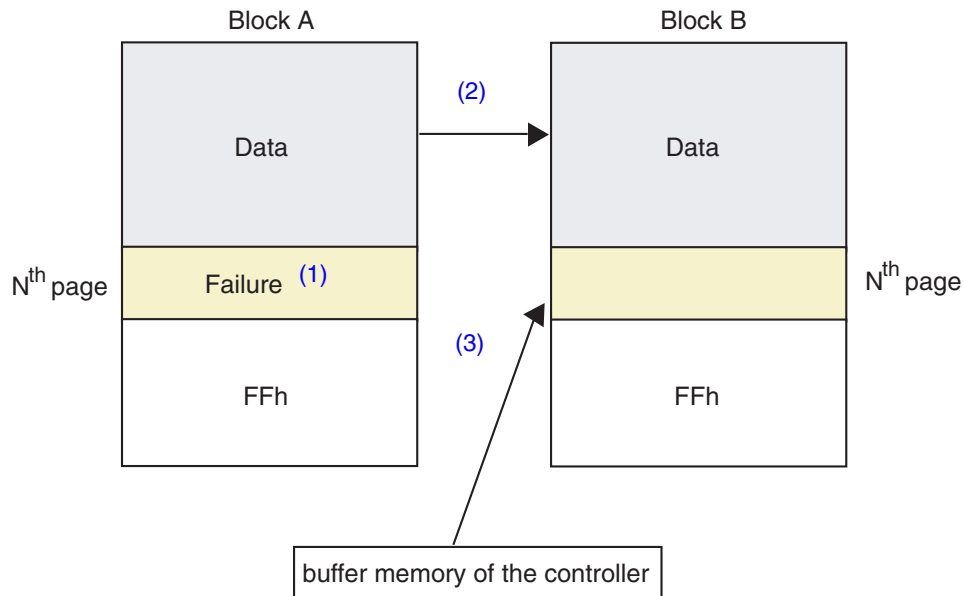 Block A
Block B
(2)
Data
Data
Nth page
Failure (1)
Nth page
(3)
FFh
FFh
buffer memory of the controller